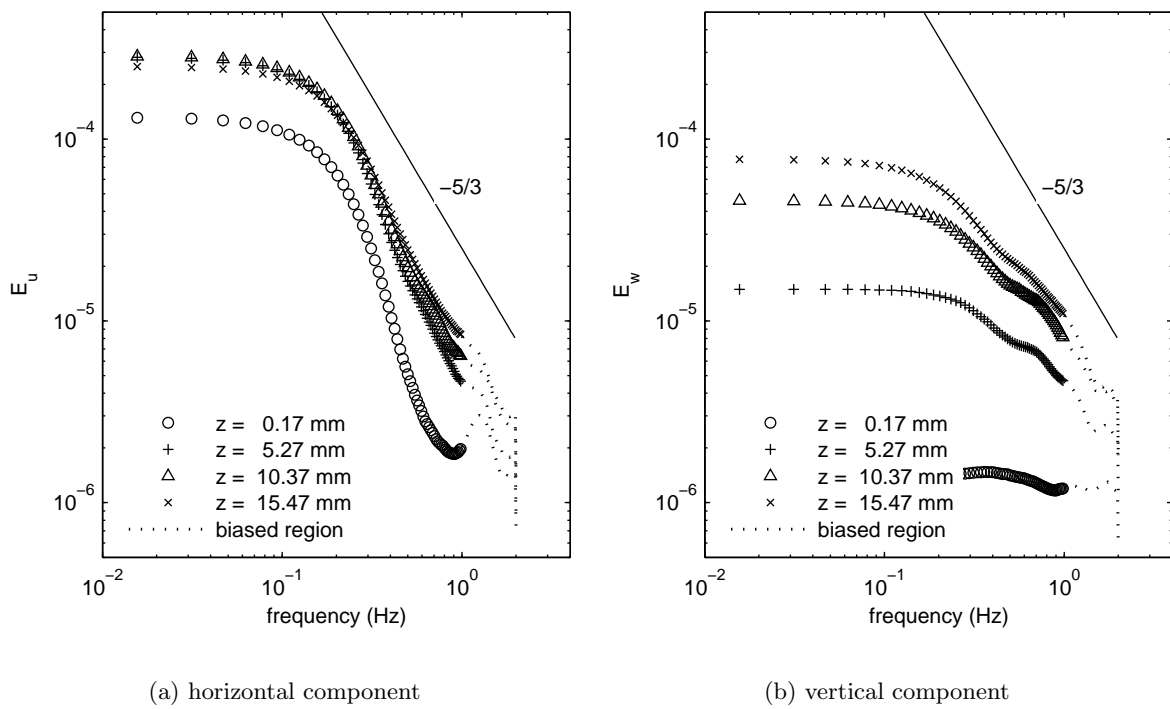 10^−4
10^−5
10^−6
E_u
−5/3
z = 0.17 mm
z = 5.27 mm
z = 10.37 mm
z = 15.47 mm
biased region
10^−2
10^−1
10^0
frequency (Hz)
(a) horizontal component
10^−4
10^−5
10^−6
E_w
−5/3
z = 0.17 mm
z = 5.27 mm
z = 10.37 mm
z = 15.47 mm
biased region
10^−2
10^−1
10^0
frequency (Hz)
(b) vertical component